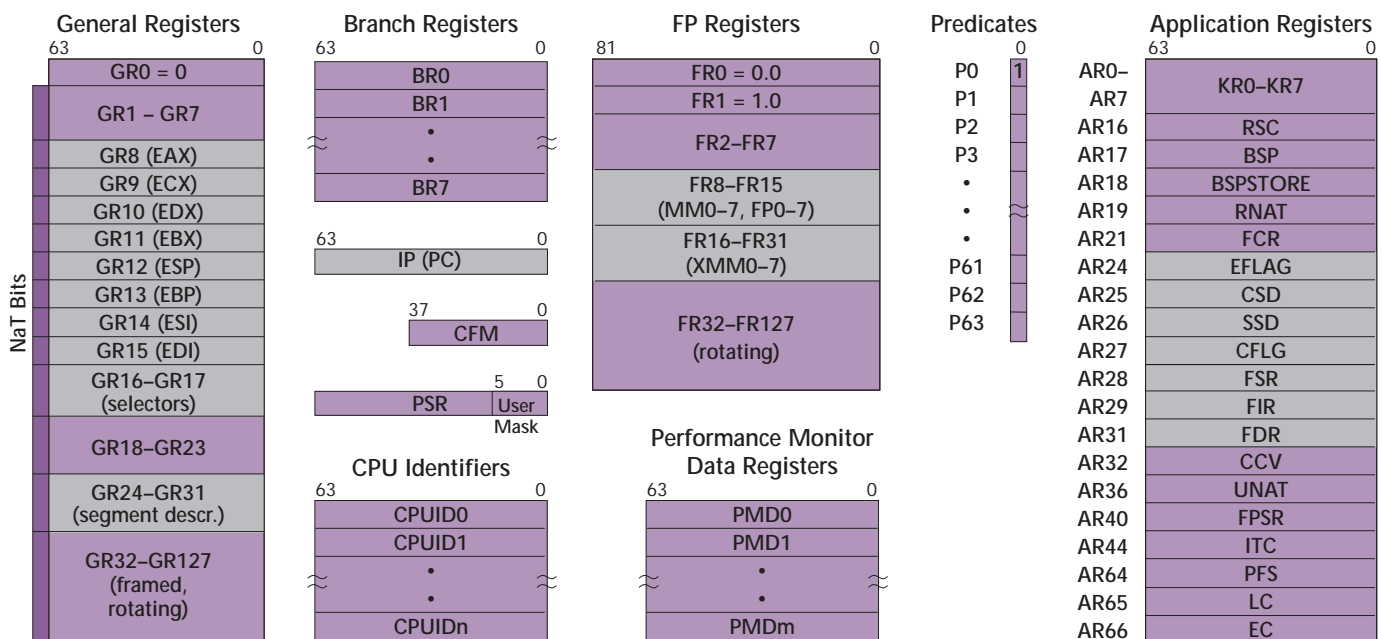 General Registers
63 0
GR0 = 0
GR1 – GR7
GR8 (EAX)
GR9 (ECX)
GR10 (EDX)
GR11 (EBX)
GR12 (ESP)
GR13 (EBP)
GR14 (ESI)
GR15 (EDI)
GR16–GR17
(selectors)
GR18–GR23
GR24–GR31
(segment descr.)
GR32–GR127
(framed,
rotating)
NaT Bits
Branch Registers
63 0
BR0
BR1
•
•
BR7
63 0
IP (PC)
37 0
CFM
5 0
PSR User
Mask
CPU Identifiers
63 0
CPUID0
CPUID1
•
•
CPUIDn
FP Registers
81 0
FR0 = 0.0
FR1 = 1.0
FR2–FR7
FR8–FR15
(MM0–7, FP0–7)
FR16–FR31
(XMM0–7)
FR32–FR127
(rotating)
Performance Monitor
Data Registers
63 0
PMD0
PMD1
•
•
PMDm
Predicates
0
P0 1
P1
P2
P3
•
•
•
P61
P62
P63
Application Registers
63 0
AR0–
AR7 KR0–KR7
AR16 RSC
AR17 BSP
AR18 BSPSTORE
AR19 RNAT
AR21 FCR
AR24 EFLAG
AR25 CSD
AR26 SSD
AR27 CFLG
AR28 FSR
AR29 FIR
AR31 FDR
AR32 CCV
AR36 UNAT
AR40 FPSR
AR44 ITC
AR64 PFS
AR65 LC
AR66 EC